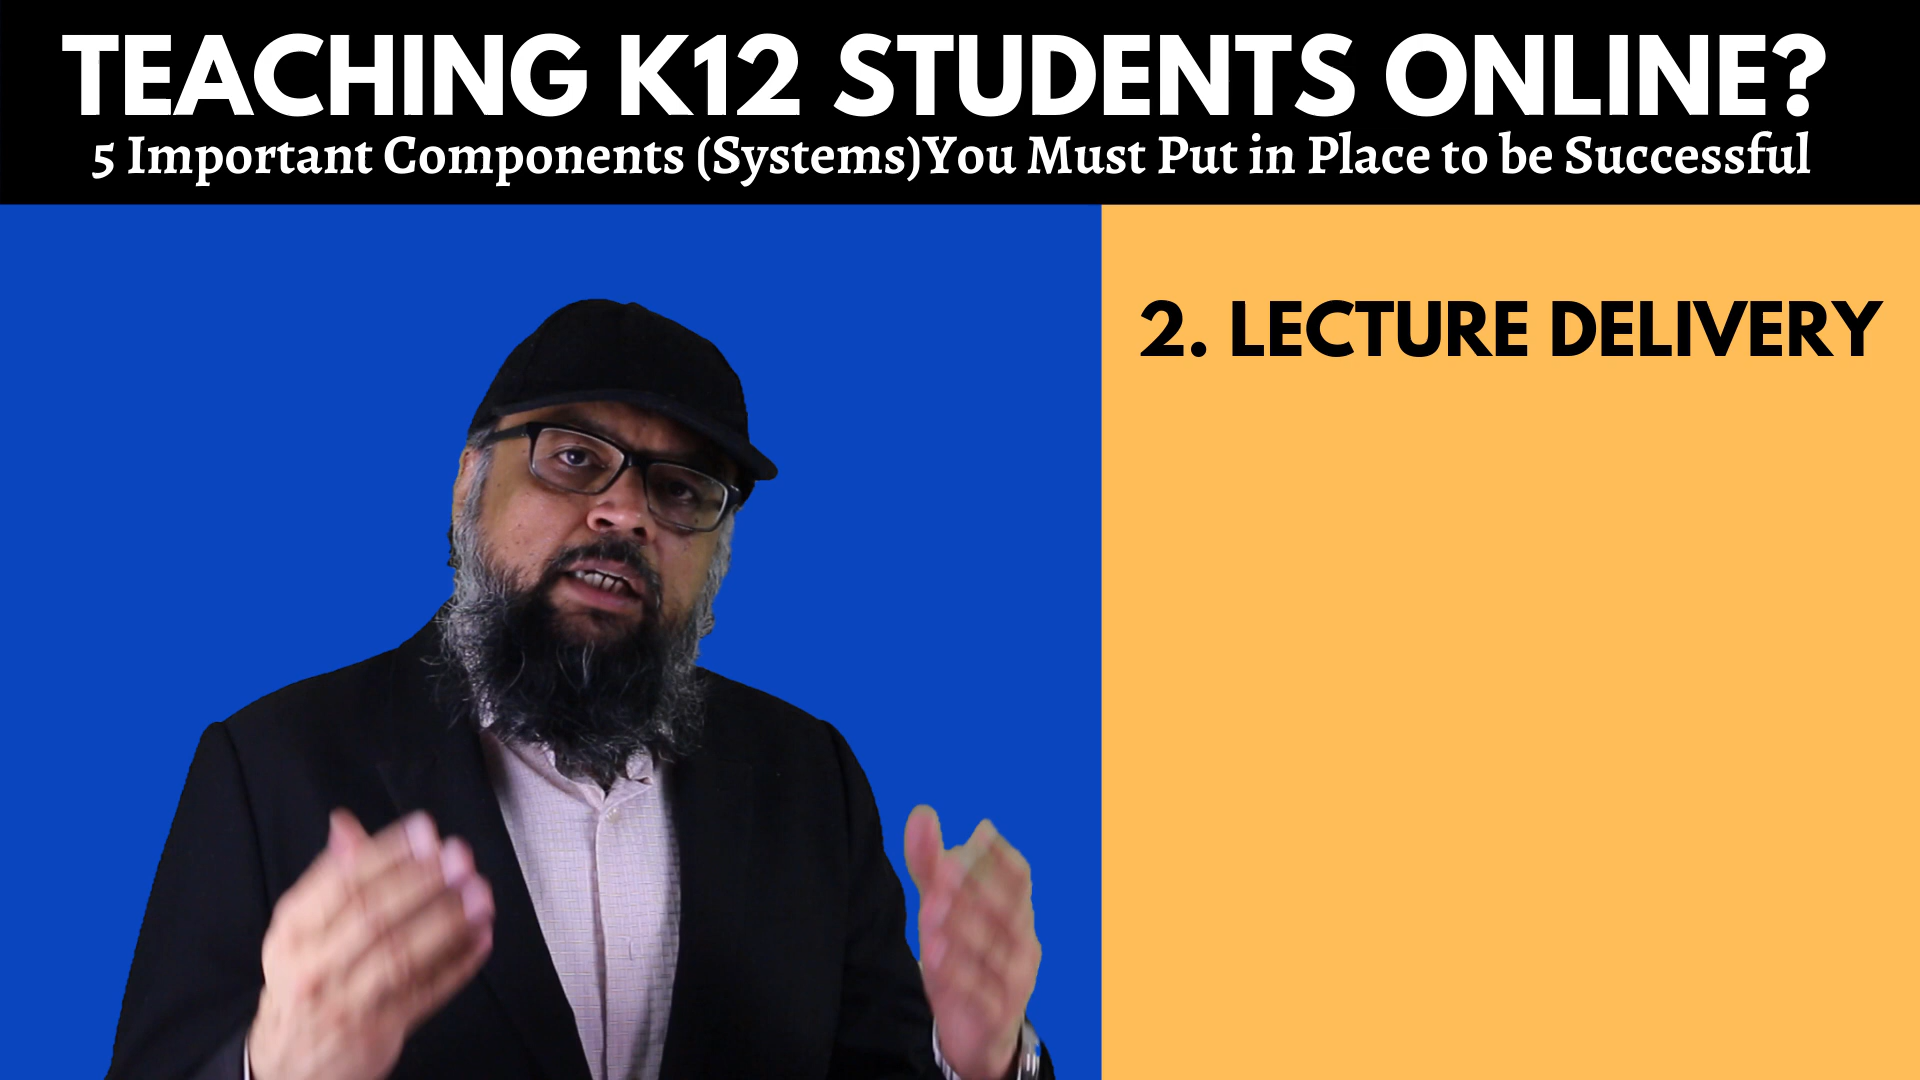 TEACHING K12 STUDENTS ONLINE?
5 Important Components (Systems)You Must Put in Place to be Successful
2. LECTURE DELIVERY